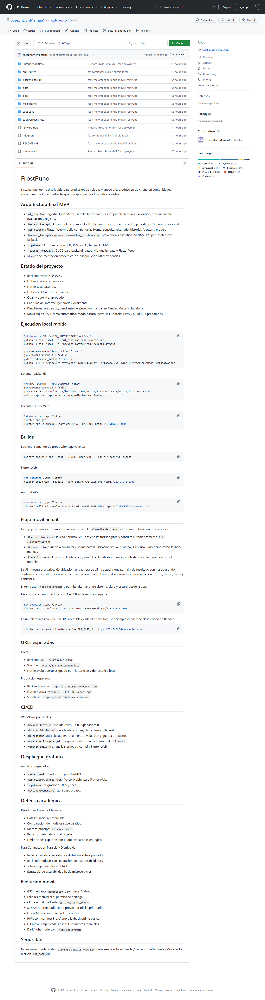 Platform Solutions Resources Open Source Enterprise Pricing Search or jump to... / Sign in Sign up
JosephElvisMaman1 / frost-puno Public Notifications Fork 0 Star 0
Code Issues Pull requests Actions Projects Security and quality Insights
main 2 Branches 0 Tags Go to file Code
JosephElvisMaman1 fix: configurar build Android local 87bd81f · 11 hours ago 3 Commits
.github/workflows Prepare Frost Puno MVP for deployment 17 hours ago
app_flutter fix: configurar build Android local 11 hours ago
backend_fastapi feat: mejorar experiencia movil FrostPuno 12 hours ago
data feat: mejorar experiencia movil FrostPuno 12 hours ago
docs feat: mejorar experiencia movil FrostPuno 12 hours ago
ml_pipeline feat: mejorar experiencia movil FrostPuno 12 hours ago
supabase feat: mejorar experiencia movil FrostPuno 12 hours ago
tools/screenshots feat: mejorar experiencia movil FrostPuno 12 hours ago
.env.example Prepare Frost Puno MVP for deployment 17 hours ago
.gitignore fix: configurar build Android local 11 hours ago
README.md feat: mejorar experiencia movil FrostPuno 12 hours ago
render.yaml Prepare Frost Puno MVP for deployment 17 hours ago
About
frost-puno.vercel.app
Readme
Activity
0 stars
0 watching
0 forks
Report repository
Releases
No releases published
Packages
No packages published
Contributors 1
JosephElvisMaman1 Josh_Kills
Languages
Dart 44.7% Python 35.0%
JavaScript 9.4% PLpgSQL 5.6%
PowerShell 4.0% HTML 1.2%
Kotlin 0.1%
README
FrostPuno
Sistema inteligente distribuido para prediccion de heladas y apoyo a la produccion de chuno en comunidades
altoandinas de Puno mediante aprendizaje supervisado y datos abiertos.
Arquitectura final MVP
ml_pipeline : ingesta Open-Meteo, semilla territorial INEI-compatible, features, validacion, entrenamiento,
evaluacion y registry.
backend_fastapi : API modular con modelo ML, Pydantic, CORS, health check y persistencia Supabase opcional.
app_flutter : Flutter Web/mobile con pantallas Home, consulta, resultado, historial, fuentes y modelo.
backend_fastapi/app/services/weather_providers.py : proveedores climaticos SENAMHI/Open-Meteo con
fallback.
supabase : SQL para PostgreSQL, RLS, seed y tablas del MVP.
.github/workflows : CI/CD para backend, datos, ML, quality gate y Flutter Web.
docs : documentacion academica, despliegue, ciclo ML y evidencias.
Estado del proyecto
Backend tests: 7 passed .
Flutter analyze: sin errores.
Flutter test: pasando.
Flutter build web: funcionando.
Quality gate ML: aprobado.
Capturas del informe: generadas localmente.
Despliegue: preparado, pendiente de ejecucion manual en Render, Vercel y Supabase.
Movil: flujo GPS + clima automatico, modo oscuro, permisos Android, PWA y build APK preparados.
Ejecucion local rapida
Set-Location "D:\Dev\02_UNIVERSIDAD\FrostPuno"
python -m pip install -r .\ml_pipeline\requirements.txt
python -m pip install -r .\backend_fastapi\requirements-dev.txt
$env:PYTHONPATH = "$PWD\backend_fastapi"
$env:ENABLE_SUPABASE = "false"
pytest .\backend_fastapi\tests -q
python -m ml_pipeline.registry.check_model_quality --metadata .\ml_pipeline\registry\model_metadata.json
Levantar backend:
$env:PYTHONPATH = "$PWD\backend_fastapi"
$env:ENABLE_SUPABASE = "false"
$env:CORS_ORIGINS = "http://localhost:3000,http://127.0.0.1:5174,http://localhost:5174"
uvicorn app.main:app --reload --app-dir backend_fastapi
Levantar Flutter Web:
Set-Location .\app_flutter
flutter pub get
flutter run -d chrome --dart-define=API_BASE_URL=http://127.0.0.1:8000
Builds
Backend, comando de produccion equivalente:
uvicorn app.main:app --host 0.0.0.0 --port $PORT --app-dir backend_fastapi
Flutter Web:
Set-Location .\app_flutter
flutter build web --release --dart-define=API_BASE_URL=http://127.0.0.1:8000
Android APK:
Set-Location .\app_flutter
flutter build apk --release --dart-define=API_BASE_URL=https://TU-BACKEND.onrender.com
Flujo movil actual
La app ya no funciona como formulario tecnico. En Consulta de riesgo el usuario trabaja con tres acciones:
Usar mi ubicacion : solicita permiso GPS, obtiene latitud/longitud y consulta automaticamente GET
/weather/current .
Obtener clima : vuelve a consultar el clima para la ubicacion actual; si no hay GPS, usa Puno demo como fallback
manual.
Predecir : envia al backend la ubicacion, variables climaticas internas y contexto agricola requerido por el
modelo.
La UI muestra una tarjeta de ubicacion, una tarjeta de clima actual y una pantalla de resultado con riesgo grande,
confianza, icono, color por nivel y recomendacion breve. El historial se presenta como cards con distrito, riesgo, fecha y
confianza.
El tema usa ThemeMode.system y permite alternar entre sistema, claro y oscuro desde la app.
Para probar en Android local con FastAPI en la misma maquina:
Set-Location .\app_flutter
flutter run -d emulator --dart-define=API_BASE_URL=http://10.0.2.2:8000
En un telefono fisico, usa una URL accesible desde el dispositivo, por ejemplo el backend desplegado en Render:
flutter run -d android --dart-define=API_BASE_URL=https://TU-BACKEND.onrender.com
URLs esperadas
Local:
Backend: http://127.0.0.1:8000
Swagger: http://127.0.0.1:8000/docs
Flutter Web: puerto asignado por Flutter o servidor estatico local.
Produccion esperada:
Backend Render: https://TU-BACKEND.onrender.com
Flutter Vercel: https://TU-FRONTEND.vercel.app
Supabase: https://TU-PROYECTO.supabase.co
CI/CD
Workflows principales:
backend-tests.yml : valida FastAPI sin Supabase real.
data-validation.yml : valida ubicaciones, clima demo y dataset.
ml-training.yml : ejecuta entrenamiento/evaluacion y guarda artefactos.
model-quality-gate.yml : bloquea modelos bajo el umbral de f1_macro .
flutter-build.yml : analiza, prueba y compila Flutter Web.
Despliegue gratuito
Archivos preparados:
render.yaml : Render Free para FastAPI.
app_flutter/vercel.json : Vercel Hobby para Flutter Web.
supabase/ : migraciones, RLS y seed.
docs/deployment.md : guia paso a paso.
Defensa academica
Para Aprendizaje de Maquina:
Dataset inicial reproducible.
Comparacion de modelos supervisados.
Metrica principal f1-score macro .
Registry, metadata y quality gate.
Limitaciones explicitas por etiquetas basadas en reglas.
Para Computacion Paralela y Distribuida:
Ingesta climatica paralela por distritos/centros poblados.
Backend modular con separacion de responsabilidades.
Jobs independientes en CI/CD.
Estrategia de escalabilidad hacia microservicios.
Evolucion movil
GPS mediante geolocator y permisos Android.
Fallback manual si el permiso se deniega.
Clima actual mediante GET /weather/current .
SENAMHI preparado como proveedor oficial prioritario.
Open-Meteo como fallback operativo.
PWA con manifest FrostPuno y fallback offline basico.
UX movil simplificada sin inputs climaticos manuales.
Dark/light mode con ThemeMode.system .
Seguridad
No se suben credenciales. SUPABASE_SERVICE_ROLE_KEY debe existir solo en Render/backend. Flutter Web y Vercel solo
reciben API_BASE_URL .
© 2026 GitHub, Inc. Terms Privacy Security Status Community Docs Contact Manage cookies Do not share my personal information